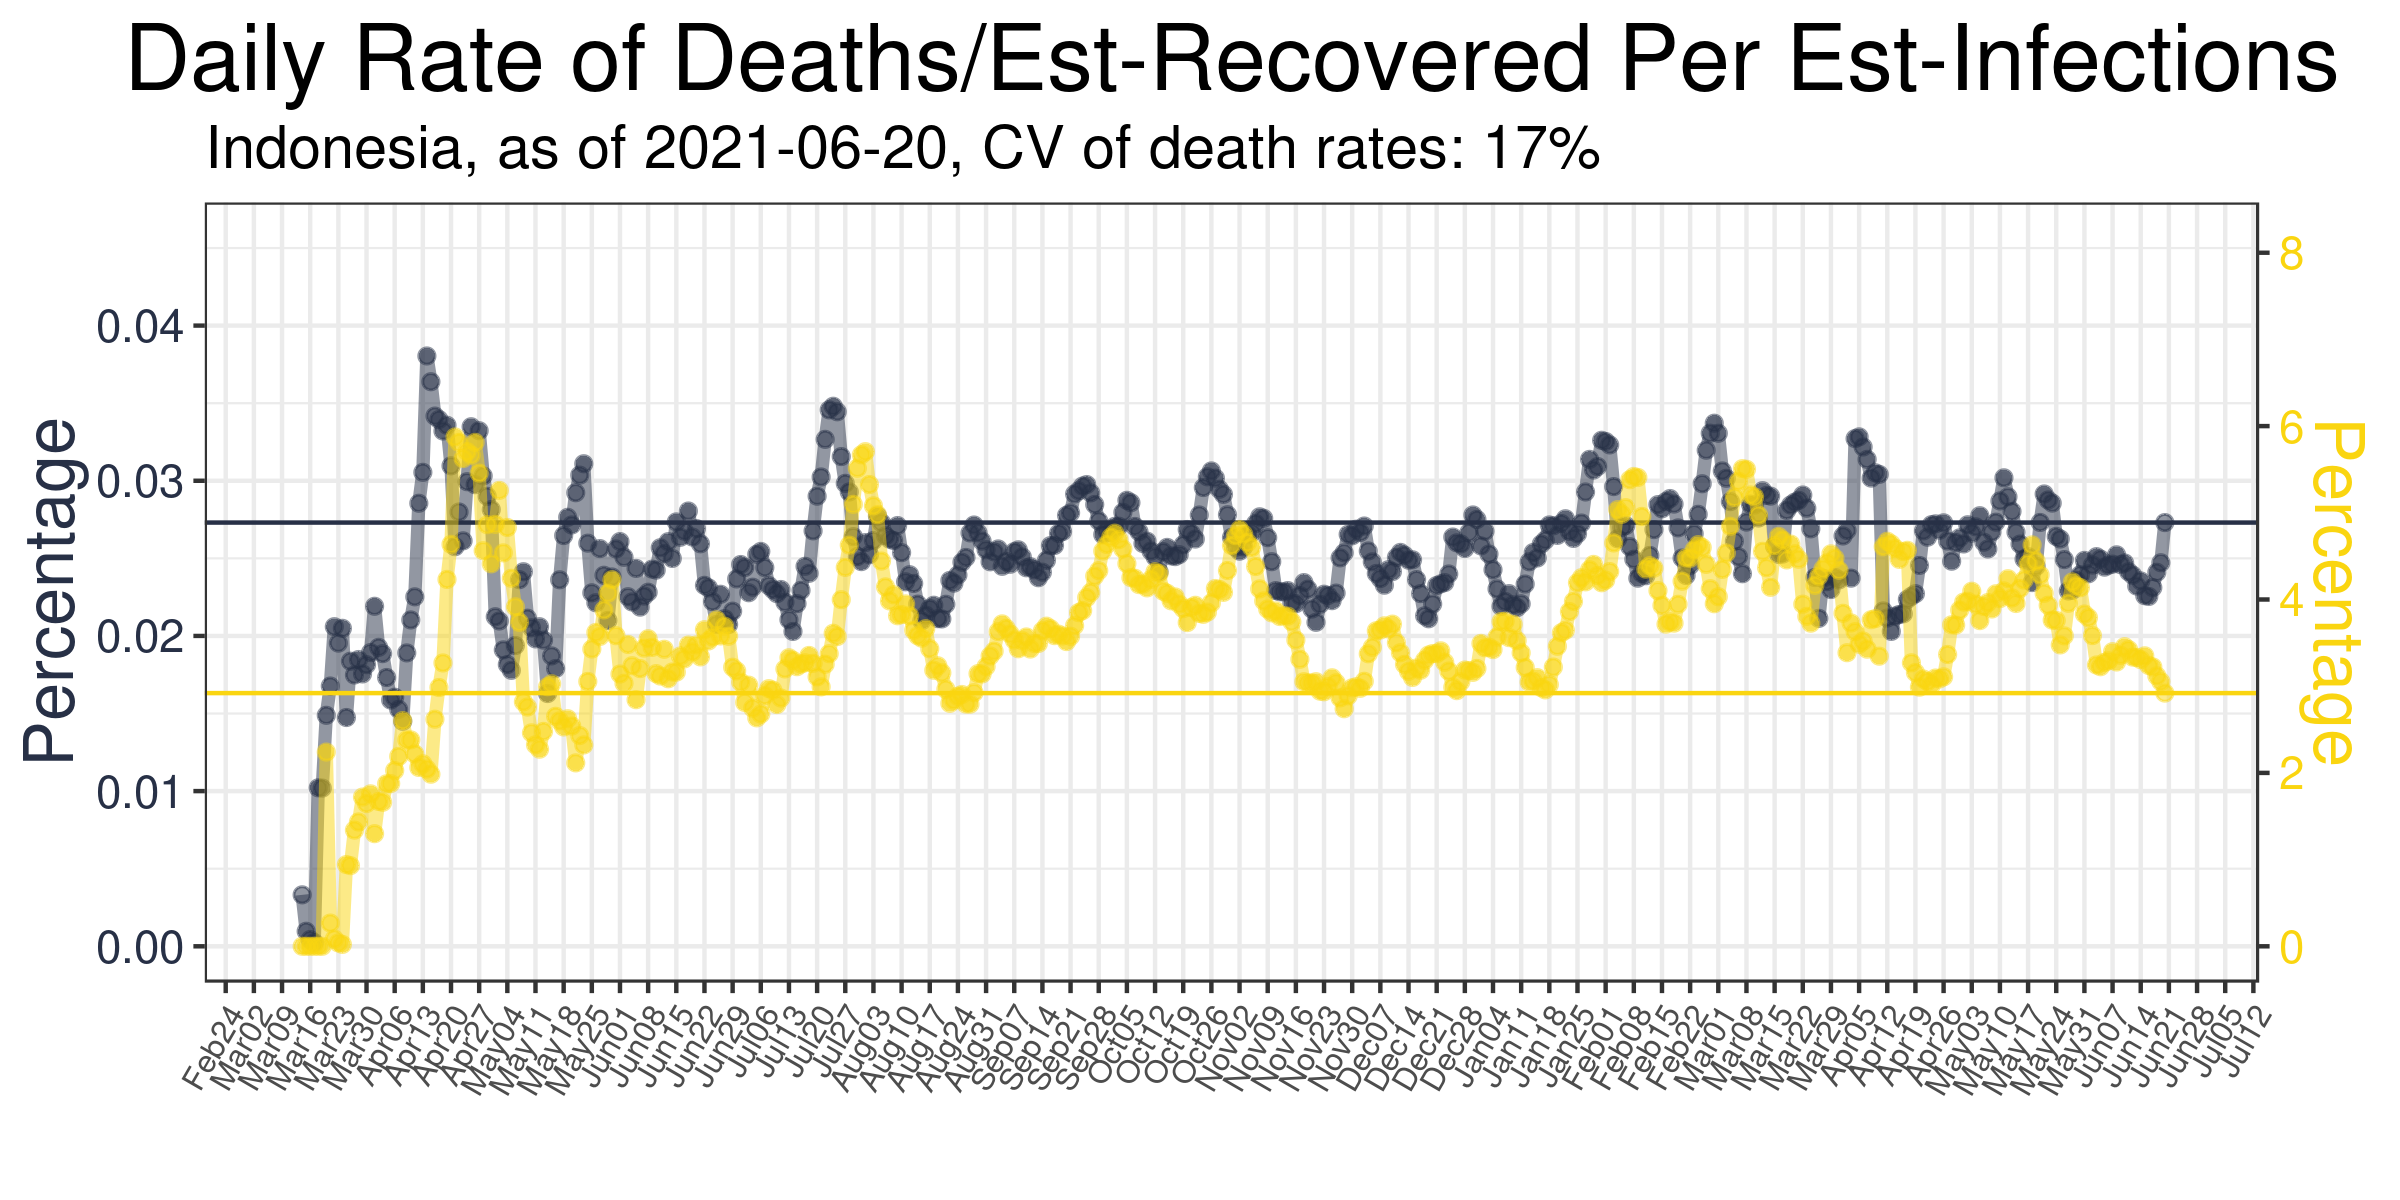 Daily Rate of Deaths/Est-Recovered Per Est-Infections
Indonesia, as of 2021-06-20, CV of death rates: 17%
Percentage
0.04
0.03
0.02
0.01
0.00
8
6
4
2
0
Percentage
Feb24
Mar02
Mar09
Mar16
Mar23
Mar30
Apr06
Apr13
Apr20
Apr27
May04
May11
May18
May25
Jun01
Jun08
Jun15
Jun22
Jun29
Jul06
Jul13
Jul20
Jul27
Aug03
Aug10
Aug17
Aug24
Aug31
Sep07
Sep14
Sep21
Sep28
Oct05
Oct12
Oct19
Oct26
Nov02
Nov09
Nov16
Nov23
Nov30
Dec07
Dec14
Dec21
Dec28
Jan04
Jan11
Jan18
Jan25
Feb01
Feb08
Feb15
Feb22
Mar01
Mar08
Mar15
Mar22
Mar29
Apr05
Apr12
Apr19
Apr26
May03
May10
May17
May24
May31
Jun07
Jun14
Jun21
Jun28
Jul05
Jul12